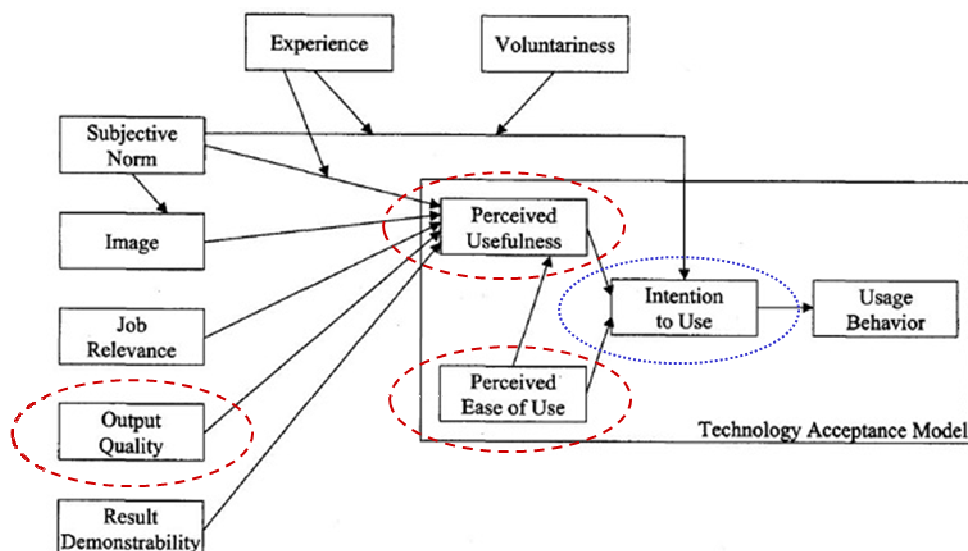 Experience
Voluntariness
Subjective
Norm
Image
Perceived
Usefulness
Job
Relevance
Intention
to Use
Usage
Behavior
Perceived
Ease of Use
Output
Quality
Technology Acceptance Model
Result
Demonstrability